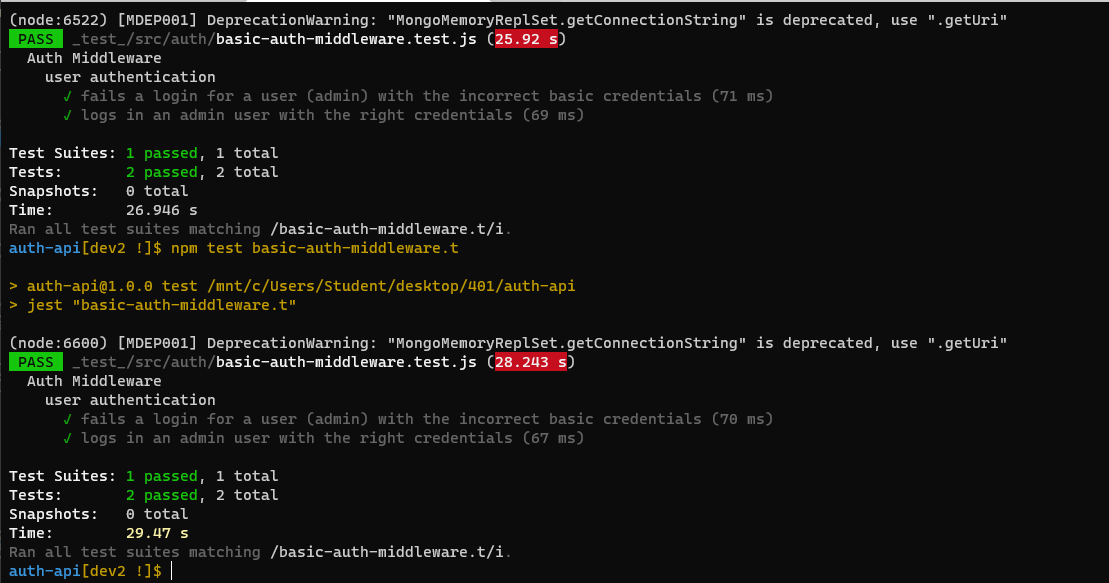 (node:6522) [MDEP001] DeprecationWarning: "MongoMemoryReplSet.getConnectionString" is deprecated, use ".getUri"
PASS _test_/src/auth/basic-auth-middleware.test.js (25.92 s)
Auth Middleware
user authentication
√ fails a login for a user (admin) with the incorrect basic credentials (71 ms)
√ logs in an admin user with the right credentials (69 ms)
Test Suites: 1 passed, 1 total
Tests: 2 passed, 2 total
Snapshots: 0 total
Time: 26.946 s
Ran all test suites matching /basic-auth-middleware.t/i.
auth-api[dev2 !]$ npm test basic-auth-middleware.t
> auth-api@1.0.0 test /mnt/c/Users/Student/desktop/401/auth-api
> jest "basic-auth-middleware.t"
(node:6600) [MDEP001] DeprecationWarning: "MongoMemoryReplSet.getConnectionString" is deprecated, use ".getUri"
PASS _test_/src/auth/basic-auth-middleware.test.js (28.243 s)
Auth Middleware
user authentication
√ fails a login for a user (admin) with the incorrect basic credentials (70 ms)
√ logs in an admin user with the right credentials (67 ms)
Test Suites: 1 passed, 1 total
Tests: 2 passed, 2 total
Snapshots: 0 total
Time: 29.47 s
Ran all test suites matching /basic-auth-middleware.t/i.
auth-api[dev2 !]$